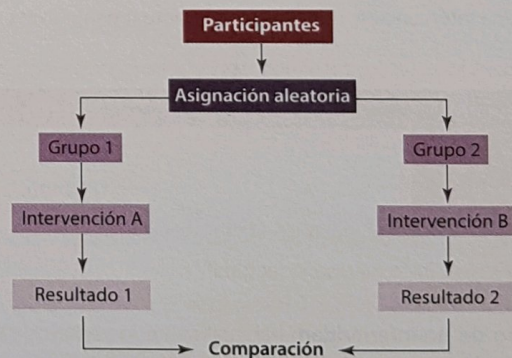 Participantes
Asignación aleatoria
Grupo 1
Grupo 2
Intervención A
Intervención B
Resultado 1
Resultado 2
Comparación